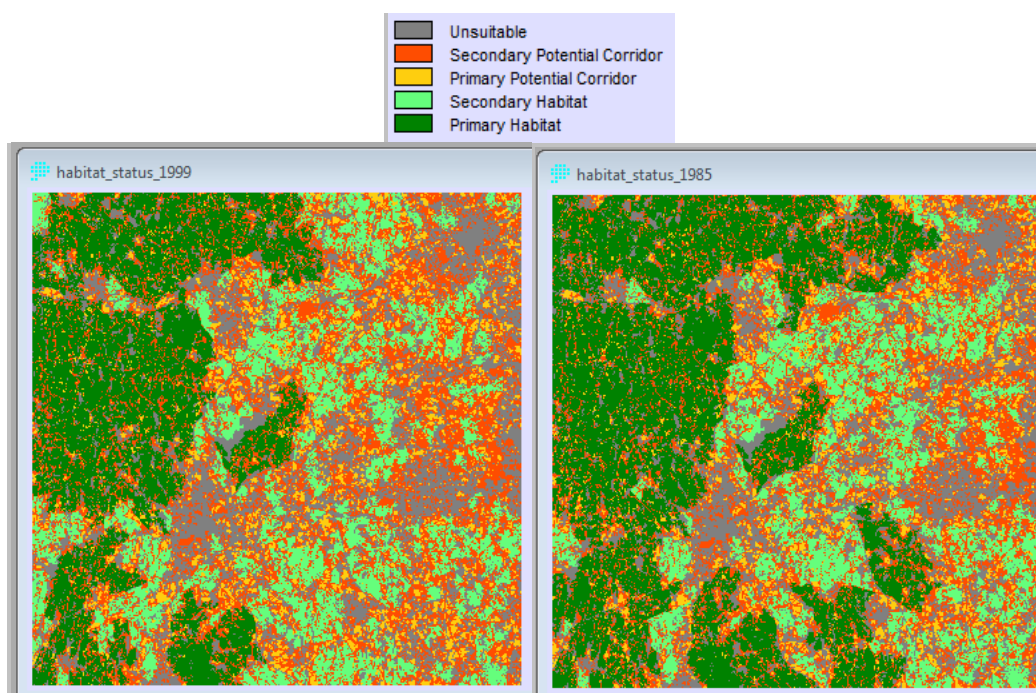 Unsuitable
Secondary Potential Corridor
Primary Potential Corridor
Secondary Habitat
Primary Habitat
habitat_status_1999
habitat_status_1985